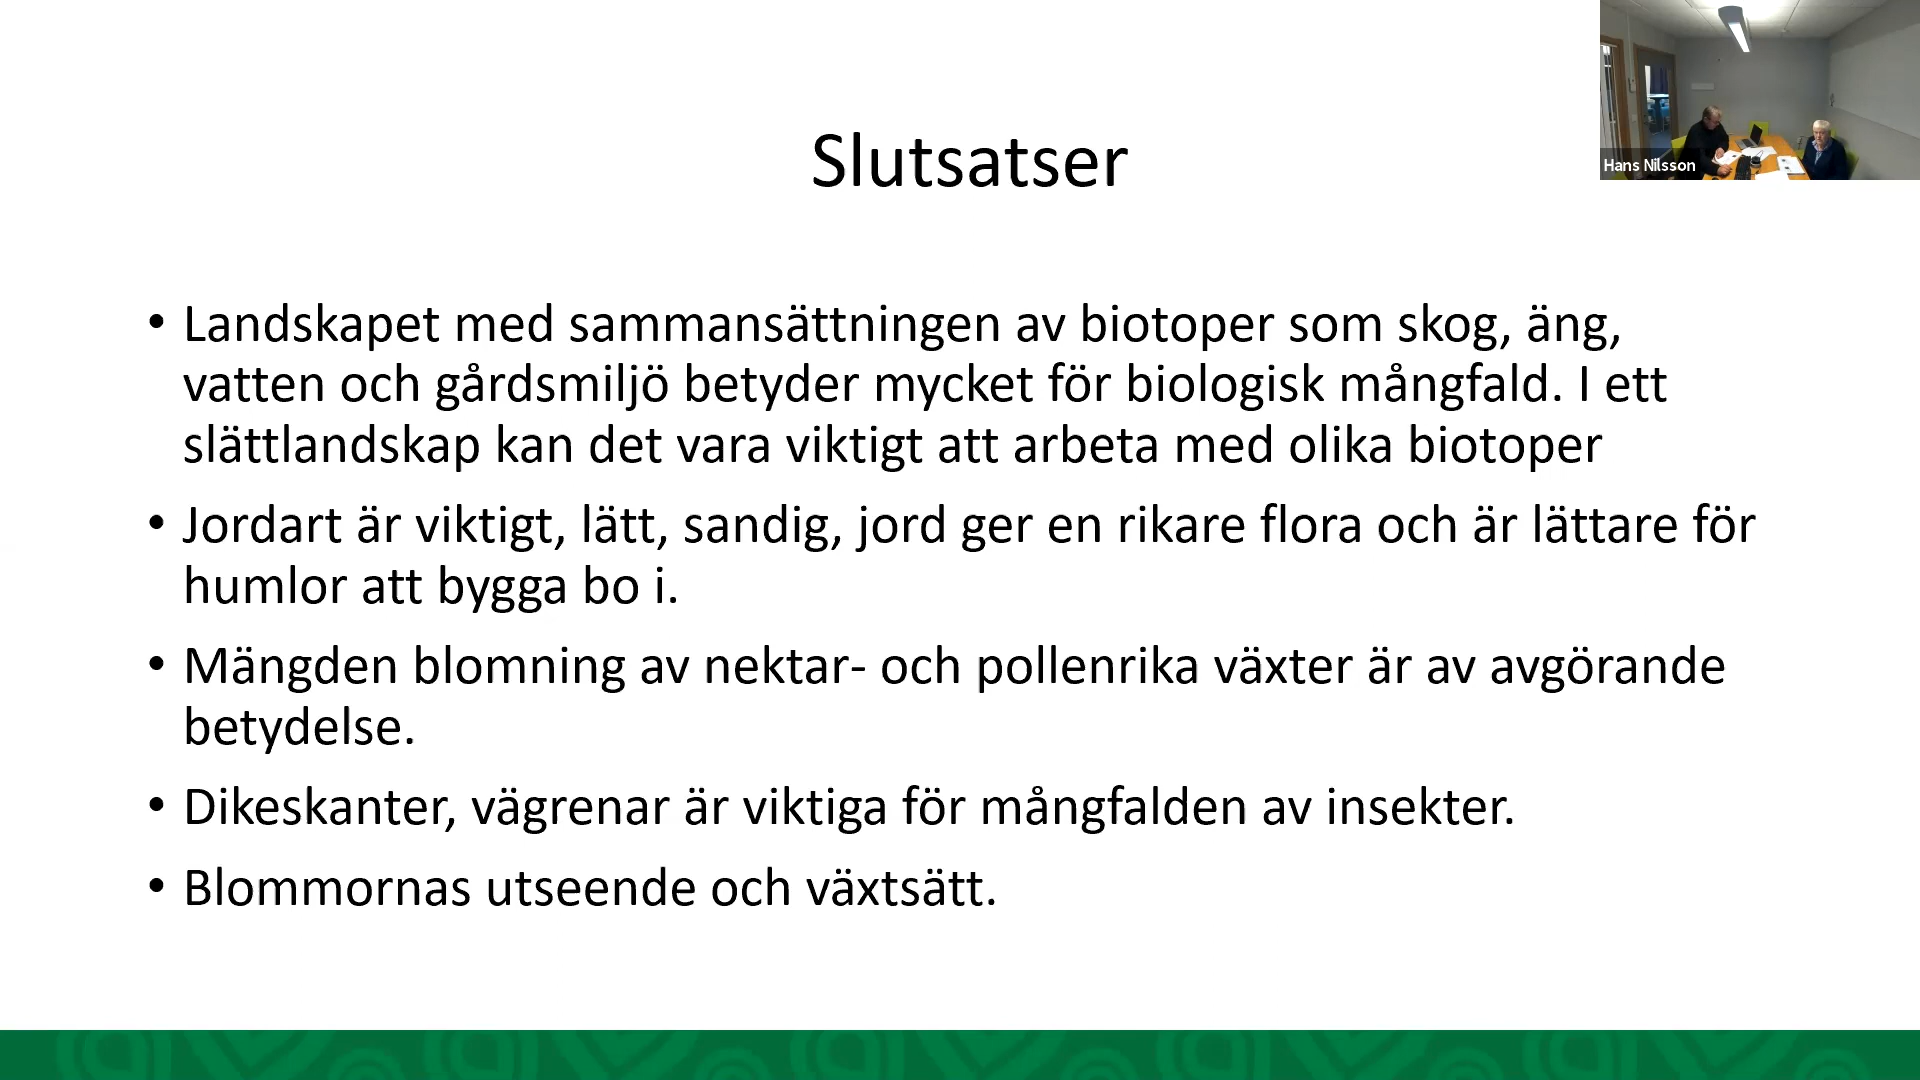 Slutsatser
Hans Nilsson
• Landskapet med sammansättningen av biotoper som skog, äng,
vatten och gårdsmiljö betyder mycket för biologisk mångfald. I ett
slättlandskap kan det vara viktigt att arbeta med olika biotoper
• Jordart är viktigt, lätt, sandig, jord ger en rikare flora och är lättare för
humlor att bygga bo i.
• Mängden blomning av nektar- och pollenrika växter är av avgörande
betydelse.
• Dikeskanter, vägrenar är viktiga för mångfalden av insekter.
• Blommornas utseende och växtsätt.